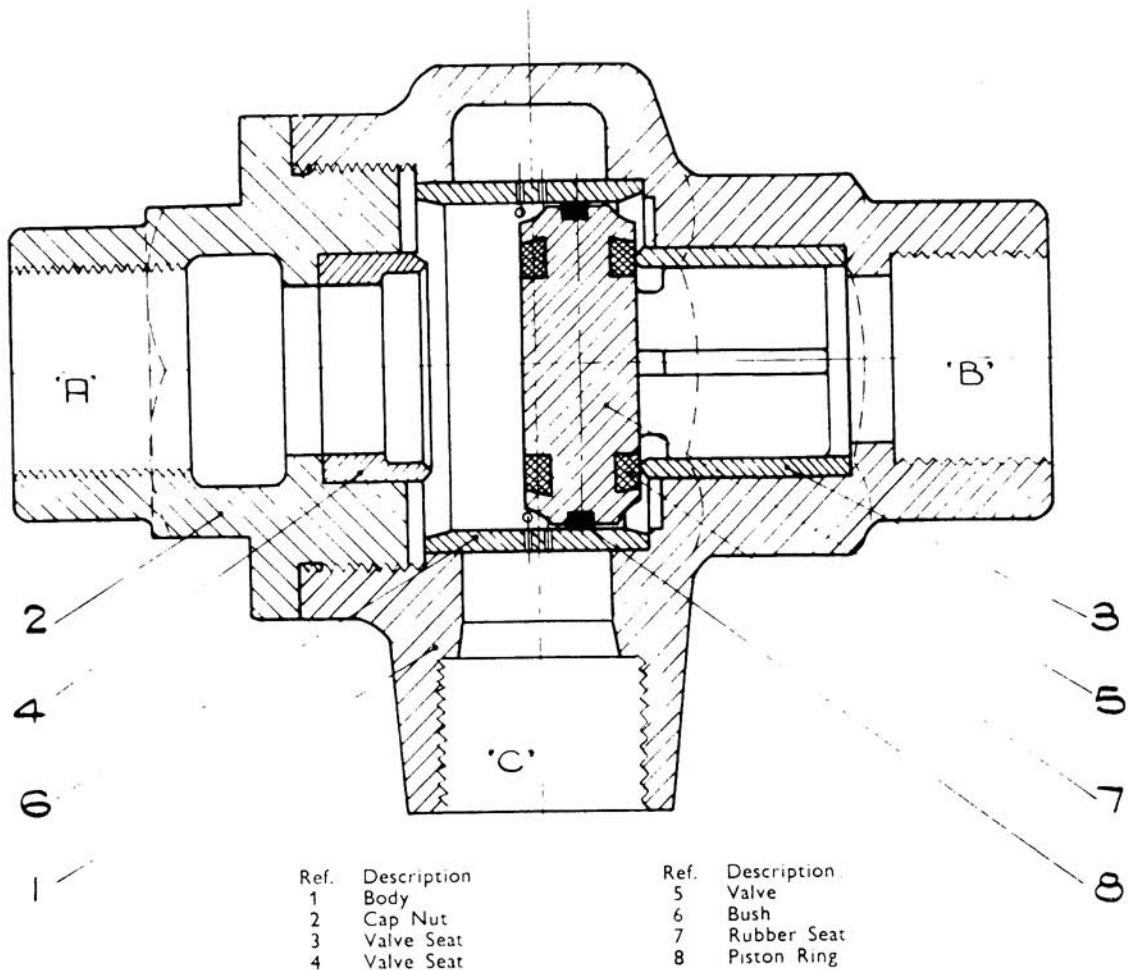 'A'
'B'
2
3
4
5
'C'
6
7
1
8
Ref. Description
1 Body
2 Cap Nut
3 Valve Seat
4 Valve Seat
Ref. Description
5 Valve
6 Bush
7 Rubber Seat
8 Piston Ring